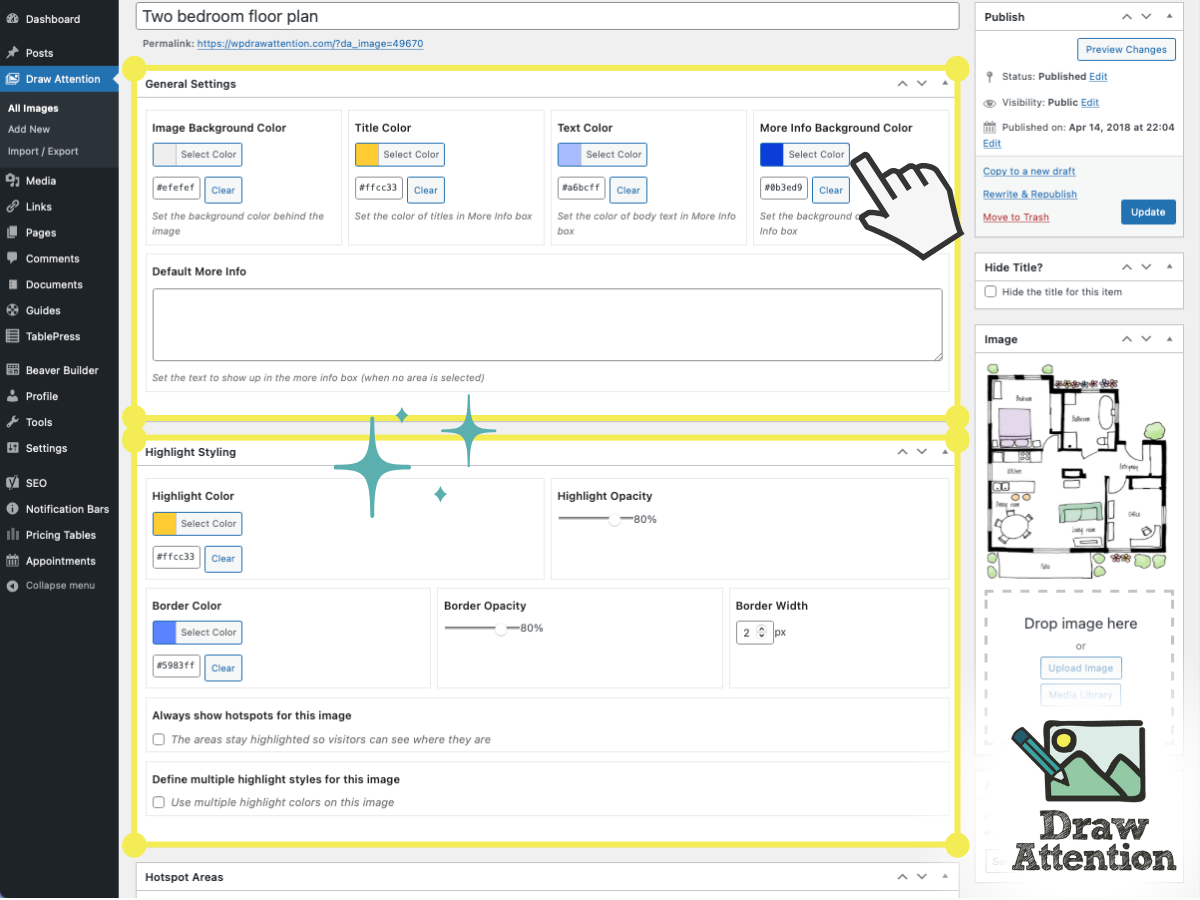 Dashboard
Posts
Draw Attention
All Images
Add New
Import / Export
Media
Links
Pages
Comments
Documents
Guides
TablePress
Beaver Builder
Profile
Tools
Settings
SEO
Notification Bars
Pricing Tables
Appointments
Collapse menu
Two bedroom floor plan
Permalink: https://wpdrawattention.com/?da_image=49670
General Settings
Image Background Color
Select Color
#efefef Clear
Set the background color behind the
image
Title Color
Select Color
#ffcc33 Clear
Set the color of titles in More Info box
Text Color
Select Color
#a6bcff Clear
Set the color of body text in More Info
box
More Info Background Color
Select Color
#0b3ed9 Clear
Set the background
Info box
Default More Info
Set the text to show up in the more info box (when no area is selected)
Highlight Styling
Highlight Color
Select Color
#ffcc33 Clear
Highlight Opacity
80%
Border Color
Select Color
#5983ff Clear
Border Opacity
80%
Border Width
2 px
Always show hotspots for this image
The areas stay highlighted so visitors can see where they are
Define multiple highlight styles for this image
Use multiple highlight colors on this image
Hotspot Areas
Publish
Preview Changes
Status: Published Edit
Visibility: Public Edit
Published on: Apr 14, 2018 at 22:04
Edit
Copy to a new draft
Rewrite & Republish
Move to Trash
Update
Hide Title?
Hide the title for this item
Image
Bedroom
Bathroom
Kitchen
Entryway
Dining room
Office
Living room
Patio
Drop image here
or
Upload Image
Media Library
Draw
Attention